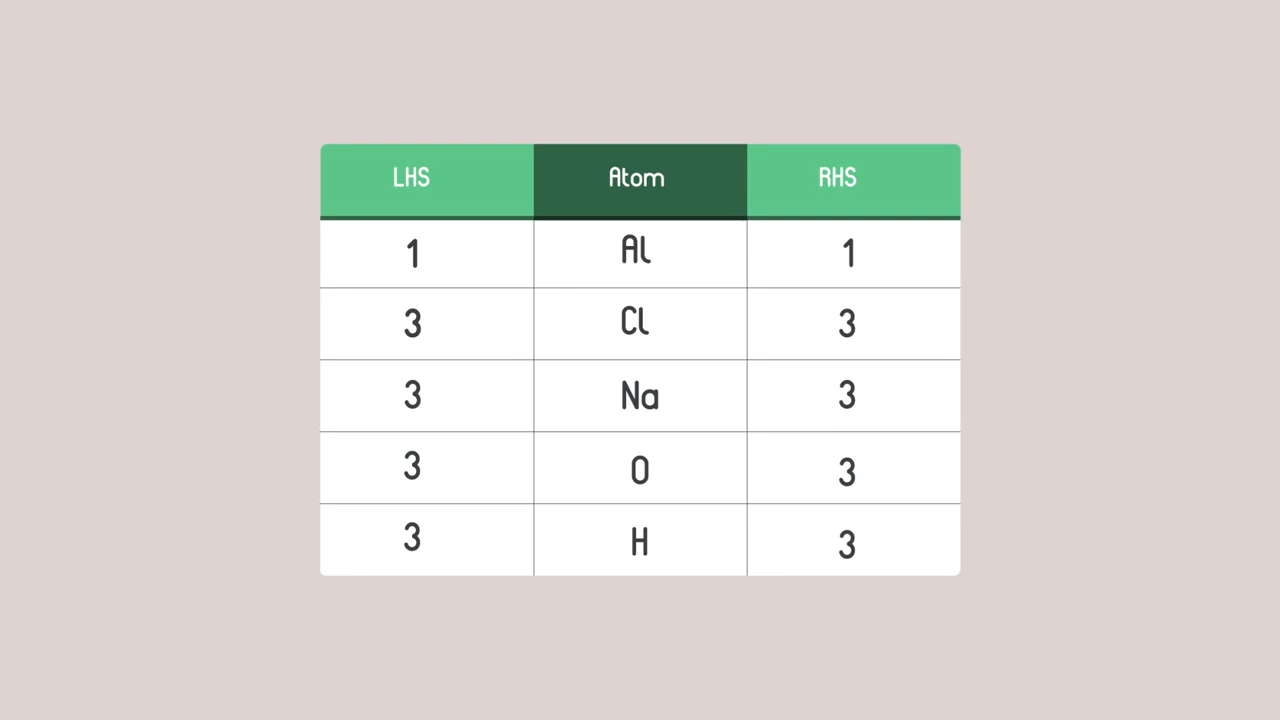 LHS Atom RHS
1 Al 1
3 Cl 3
3 Na 3
3 O 3
3 H 3